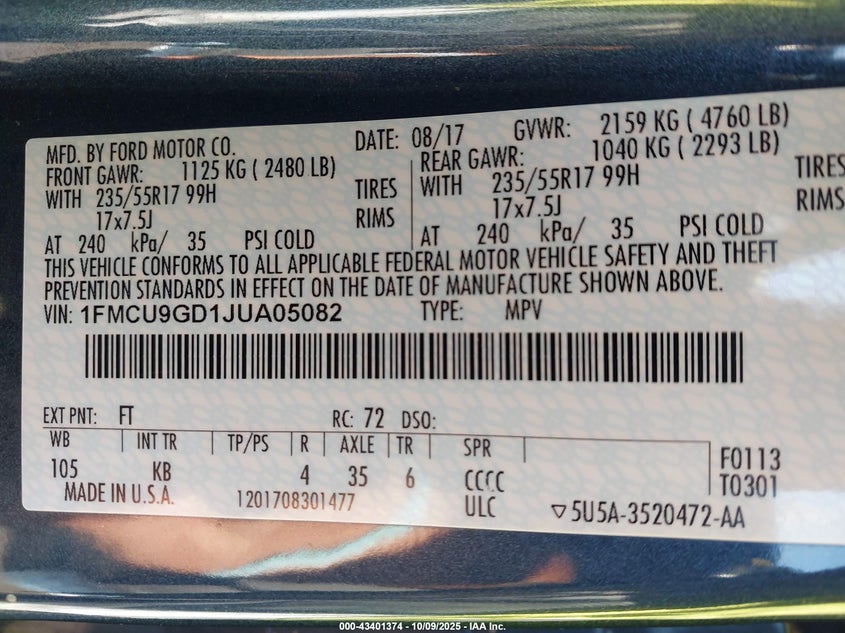 MFD. BY FORD MOTOR CO. DATE: 08/17 GVWR: 2159 KG ( 4760 LB)
FRONT GAWR: 1125 KG ( 2480 LB) REAR GAWR: 1040 KG ( 2293 LB)
WITH 235/55R17 99H TIRES WITH 235/55R17 99H TIRES
17x7.5J RIMS 17x7.5J RIMS
AT 240 kPa/ 35 PSI COLD AT 240 kPa/ 35 PSI COLD
THIS VEHICLE CONFORMS TO ALL APPLICABLE FEDERAL MOTOR VEHICLE SAFETY AND THEFT
PREVENTION STANDARDS IN EFFECT ON THE DATE OF MANUFACTURE SHOWN ABOVE.
VIN: 1FMCU9GD1JUA05082 TYPE: MPV
EXT PNT: FT RC: 72 DSO:
WB INT TR TP/PS R AXLE TR SPR F0113
105 KB 4 35 6 CCCC T0301
MADE IN U.S.A. 1201708301477 ULC ▽5U5A-3520472-AA
000-43401374 - 10/09/2025 - IAA Inc.